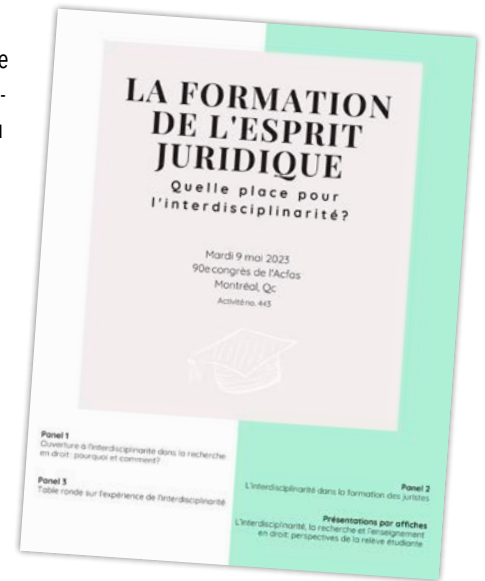 LA FORMATION
DE L'ESPRIT
JURIDIQUE
Quelle place pour
l'interdisciplinarité?
Mardi 9 mai 2023
90e congrès de l'Acfas
Montréal, Qc
Activité no. 443
Panel 1
Ouverture à l'interdisciplinarité dans la recherche
en droit : pourquoi et comment?
Panel 3
Table ronde sur l'expérience de l'interdisciplinarité
Panel 2
L'interdisciplinarité dans la formation des juristes
Présentations par affiches
L'interdisciplinarité, la recherche et l'enseignement
en droit: perspectives de la relève étudiante